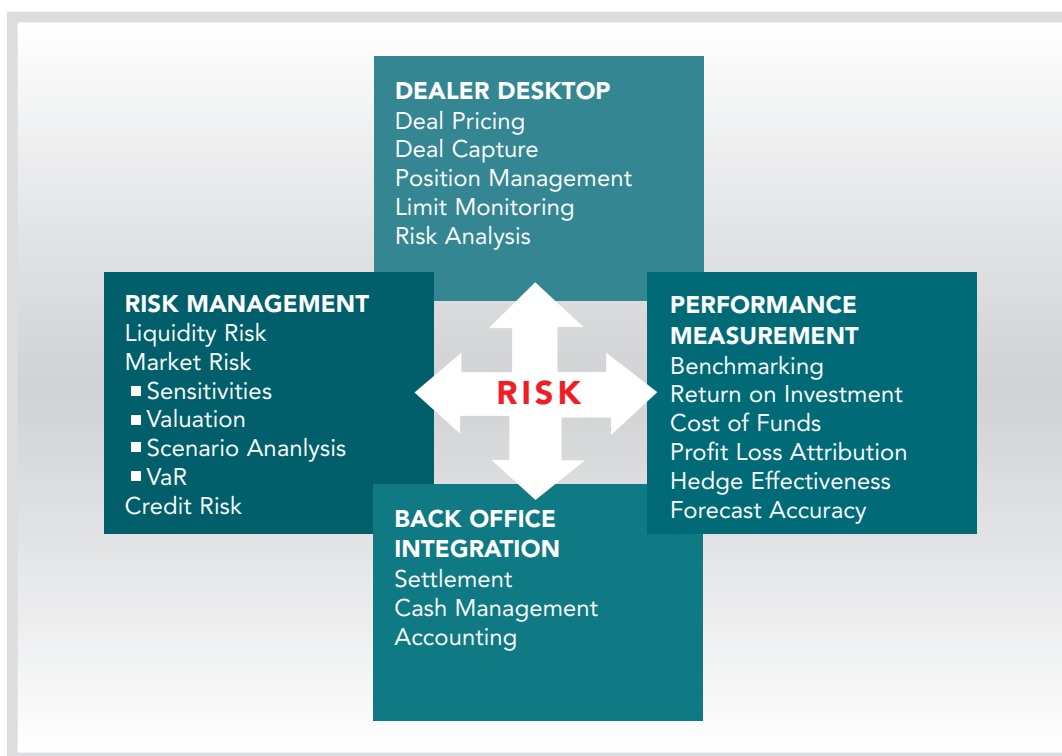 DEALER DESKTOP
Deal Pricing
Deal Capture
Position Management
Limit Monitoring
Risk Analysis
RISK MANAGEMENT
Liquidity Risk
Market Risk
Sensitivities
Valuation
Scenario Ananlysis
VaR
Credit Risk
RISK
PERFORMANCE
MEASUREMENT
Benchmarking
Return on Investment
Cost of Funds
Profit Loss Attribution
Hedge Effectiveness
Forecast Accuracy
BACK OFFICE
INTEGRATION
Settlement
Cash Management
Accounting